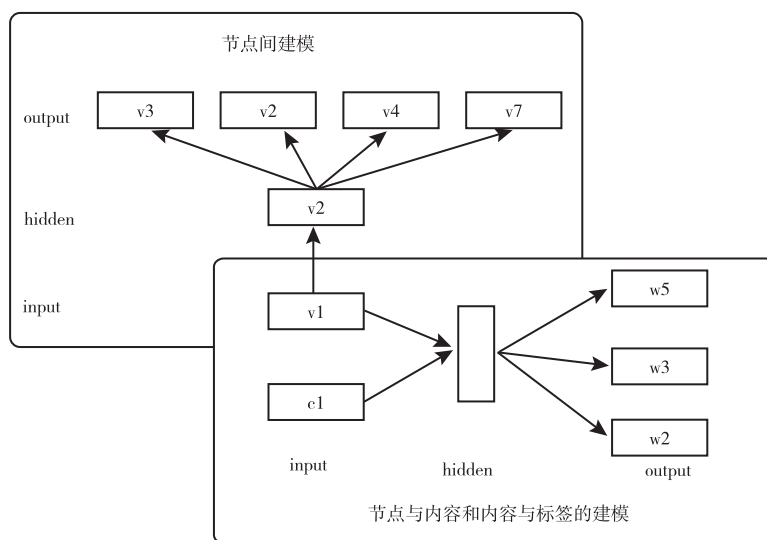 节点间建模
output
v3 v2 v4 v7
hidden
v2
input
v1
w5
w3
c1
w2
input
hidden
output
节点与内容和内容与标签的建模